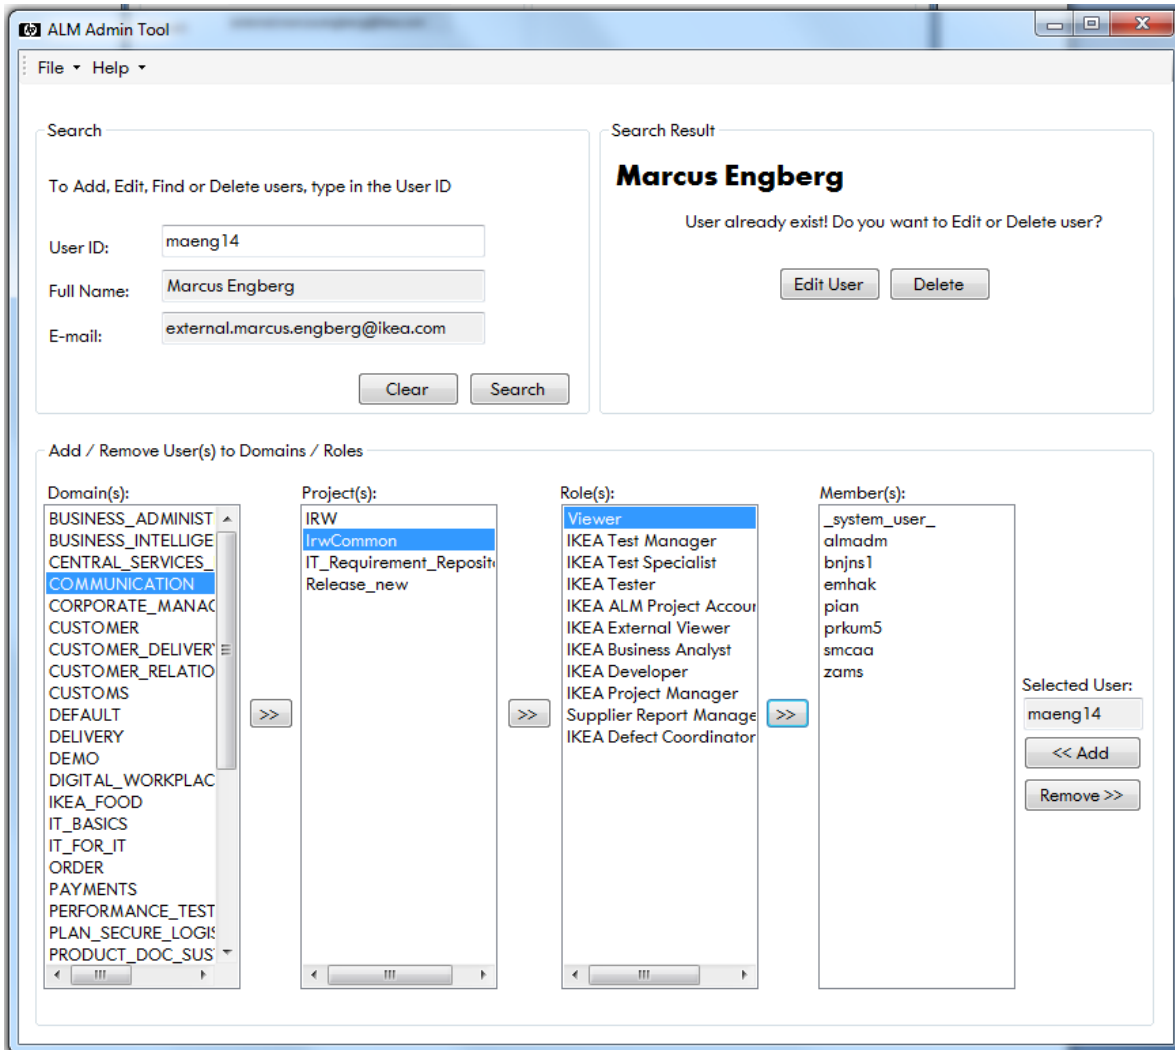 ALM Admin Tool
File Help
Search
To Add, Edit, Find or Delete users, type in the User ID
User ID: maeng14
Full Name: Marcus Engberg
E-mail: external.marcus.engberg@ikea.com
Clear Search
Search Result
Marcus Engberg
User already exist! Do you want to Edit or Delete user?
Edit User Delete
Add / Remove User(s) to Domains / Roles
Domain(s):
BUSINESS_ADMINIST
BUSINESS_INTELLIGE
CENTRAL_SERVICES_
COMMUNICATION
CORPORATE_MANAC
CUSTOMER
CUSTOMER_DELIVER
CUSTOMER_RELATIO
CUSTOMS
DEFAULT
DELIVERY
DEMO
DIGITAL_WORKPLAC
IKEA_FOOD
IT_BASICS
IT_FOR_IT
ORDER
PAYMENTS
PERFORMANCE_TEST
PLAN_SECURE_LOGIS
PRODUCT_DOC_SUS
>>
Project(s):
IRW
IrwCommon
IT_Requirement_Reposit
Release_new
>>
Role(s):
Viewer
IKEA Test Manager
IKEA Test Specialist
IKEA Tester
IKEA ALM Project Accou
IKEA External Viewer
IKEA Business Analyst
IKEA Developer
IKEA Project Manager
Supplier Report Manage
IKEA Defect Coordinator
>>
Member(s):
_system_user_
almadm
bnjns1
emhak
pian
prkum5
smcaa
zams
Selected User:
maeng14
<< Add
Remove >>